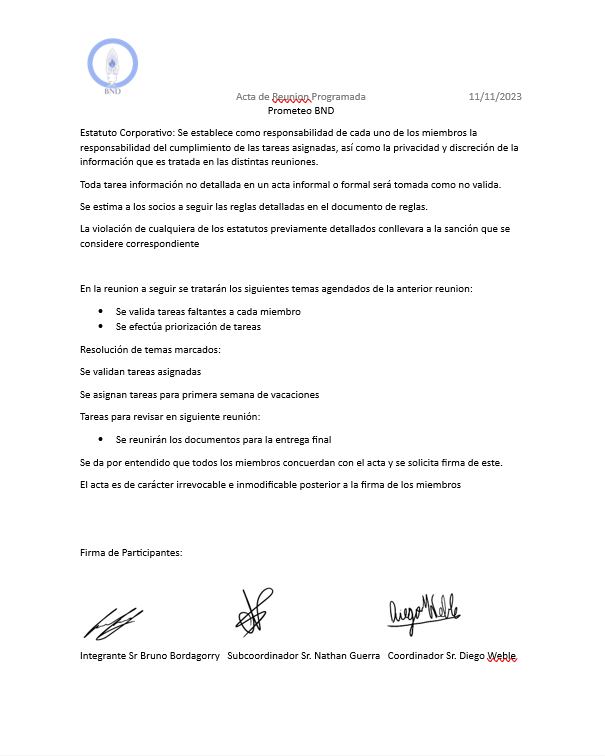 BND
Acta de Reunion Programada 11/11/2023
Prometeo BND
Estatuto Corporativo: Se establece como responsabilidad de cada uno de los miembros la
responsabilidad del cumplimiento de las tareas asignadas, así como la privacidad y discreción de la
información que es tratada en las distintas reuniones.
Toda tarea información no detallada en un acta informal o formal será tomada como no valida.
Se estima a los socios a seguir las reglas detalladas en el documento de reglas.
La violación de cualquiera de los estatutos previamente detallados conllevara a la sanción que se
considere correspondiente
En la reunion a seguir se tratarán los siguientes temas agendados de la anterior reunion:
• Se valida tareas faltantes a cada miembro
• Se efectúa priorización de tareas
Resolución de temas marcados:
Se validan tareas asignadas
Se asignan tareas para primera semana de vacaciones
Tareas para revisar en siguiente reunión:
• Se reunirán los documentos para la entrega final
Se da por entendido que todos los miembros concuerdan con el acta y se solicita firma de este.
El acta es de carácter irrevocable e inmodificable posterior a la firma de los miembros
Firma de Participantes:
Diego Weble
Integrante Sr Bruno Bordagorry Subcoordinador Sr. Nathan Guerra Coordinador Sr. Diego Weble